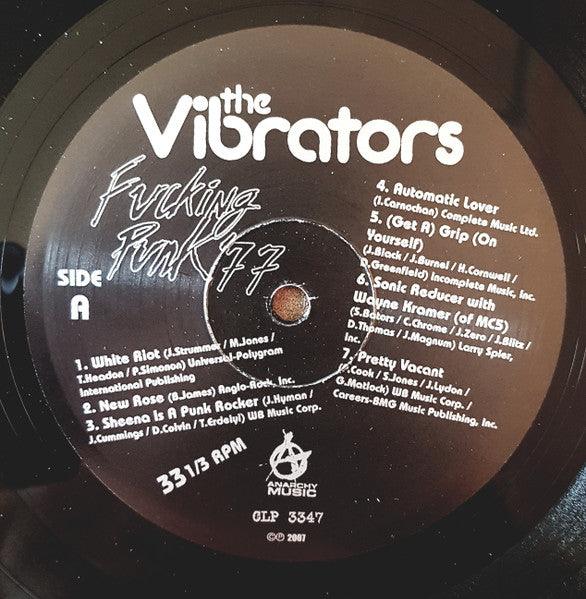 the
Vibrators
Fucking
Punk '77
SIDE
A
1. White Riot (J.Strummer / M.Jones /
T.Headon / P.Simonon) Universal-Polygram
International Publishing
2. New Rose (B.James) Anglo-Rock, Inc.
3. Sheena Is A Punk Rocker (J.Hyman /
J.Cummings / D.Colvin / T.Erdelyi) WB Music Corp.
33 1/3 RPM
4. Automatic Lover
(I.Carnochan) Complete Music Ltd.
5. (Get A) Grip (On
Yourself)
(J.Black / J.Burnel / H.Cornwell /
D.Greenfield) Incomplete Music, Inc.
6. Sonic Reducer with
Wayne Kramer (of MC5)
(S.Bators / C.Chrome / J.Zero / J.Blitz /
D.Thomas / J.Magnum) Larry Spier,
Inc.
7. Pretty Vacant
(P.Cook / S.Jones / J.Lydon /
G.Matlock) WB Music Corp. /
Careers-BMG Music Publishing, Inc.
ANARCHY
MUSIC
CLP 3347
©℗ 2007